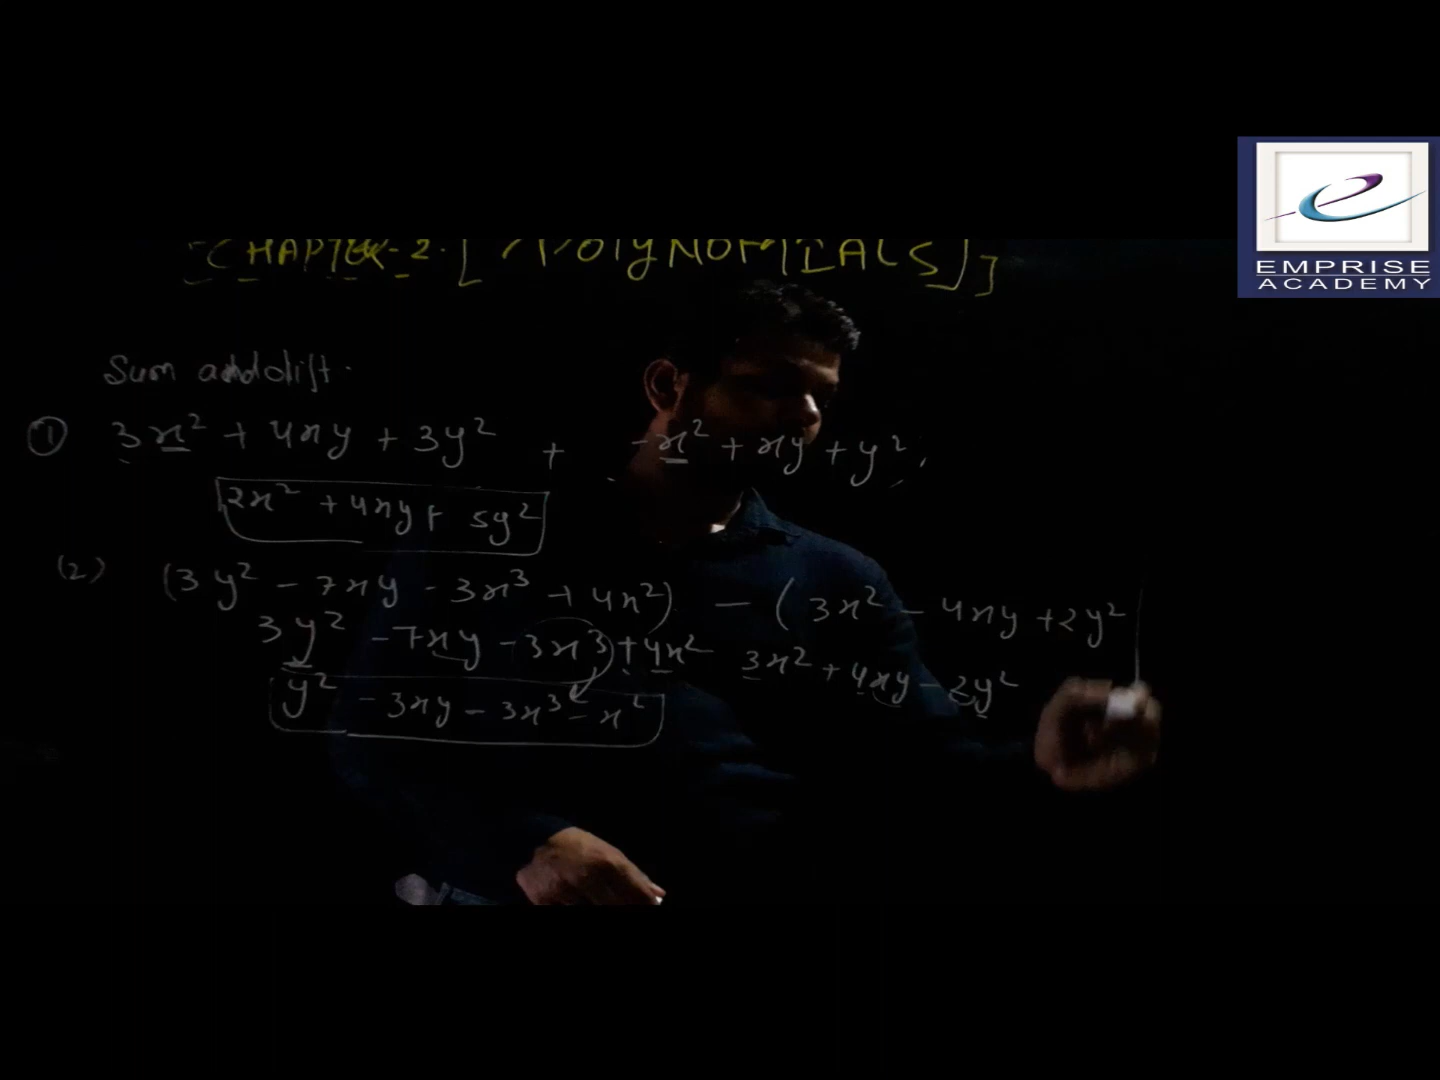 EMPRISE
ACADEMY
CHAPTER-2. [POLYNOMIALS]]
Sum and diff.
① 3x² + 4xy + 3y² + -x² + xy + y²,
2x² + 4xy + 5y²
(2) (3y² - 7xy - 3x³ + 4x²) - (3x² - 4xy + 2y²
3y² - 7xy - 3x³ + 4x² 3x² + 4xy - 2y²
y² - 3xy - 3x³ - x²